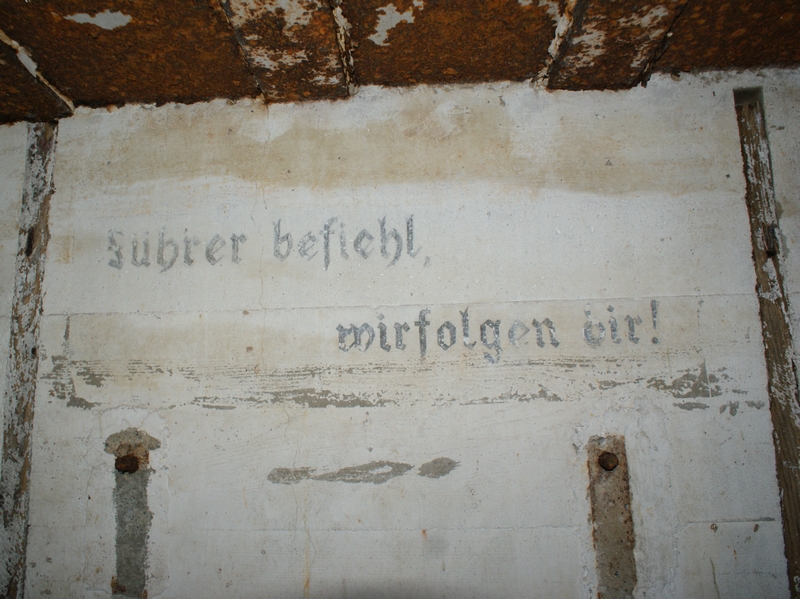 Führer befiehl,
wir folgen dir!